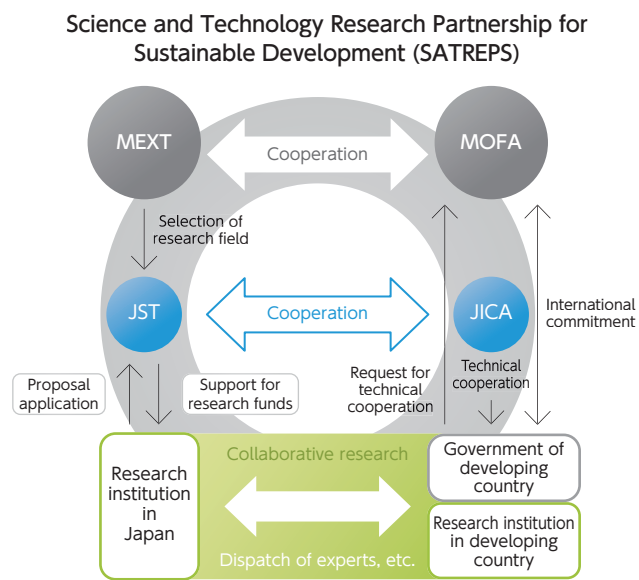 Science and Technology Research Partnership for
Sustainable Development (SATREPS)
MEXT
Cooperation
MOFA
Selection of
research field
JST
Cooperation
JICA
International
commitment
Proposal
application
Support for
research funds
Request for
technical
cooperation
Technical
cooperation
Research
institution
in
Japan
Collaborative research
Dispatch of experts, etc.
Government of
developing
country
Research institution
in developing
country